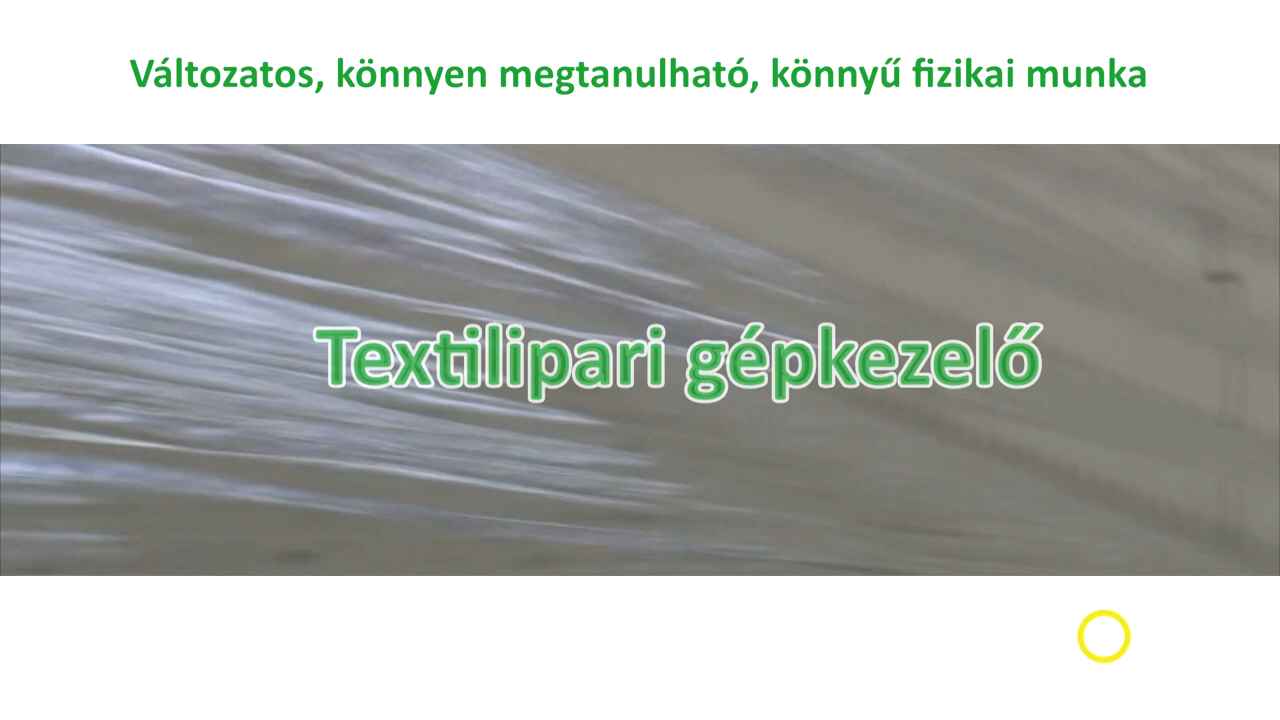 Változatos, könnyen megtanulható, könnyű fizikai munka
Textilipari gépkezelő